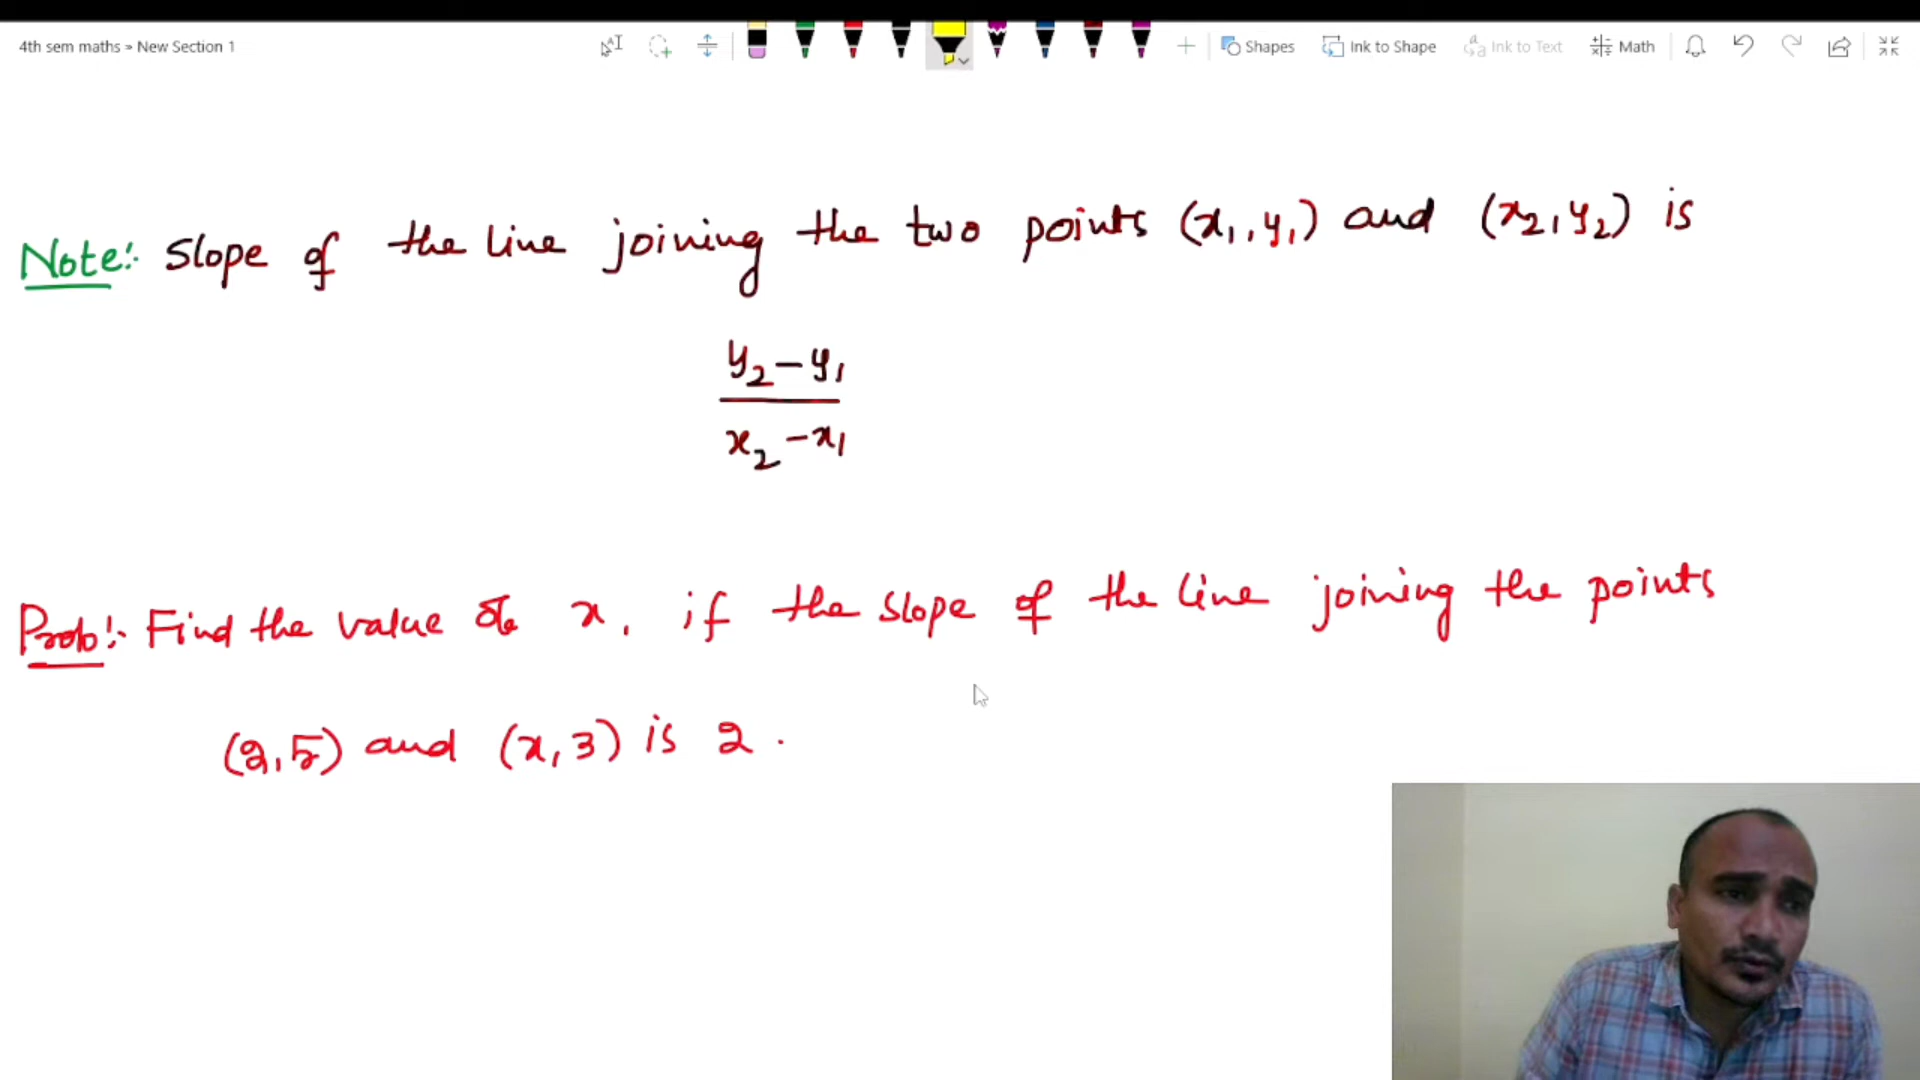 4th sem maths » New Section 1
Shapes Ink to Shape Ink to Text Math
Note:- Slope of the line joining the two points (x₁, y₁) and (x₂, y₂) is
y₂ - y₁
x₂ - x₁
Prob:- Find the value of x, if the slope of the line joining the points
(2,5) and (x,3) is 2.